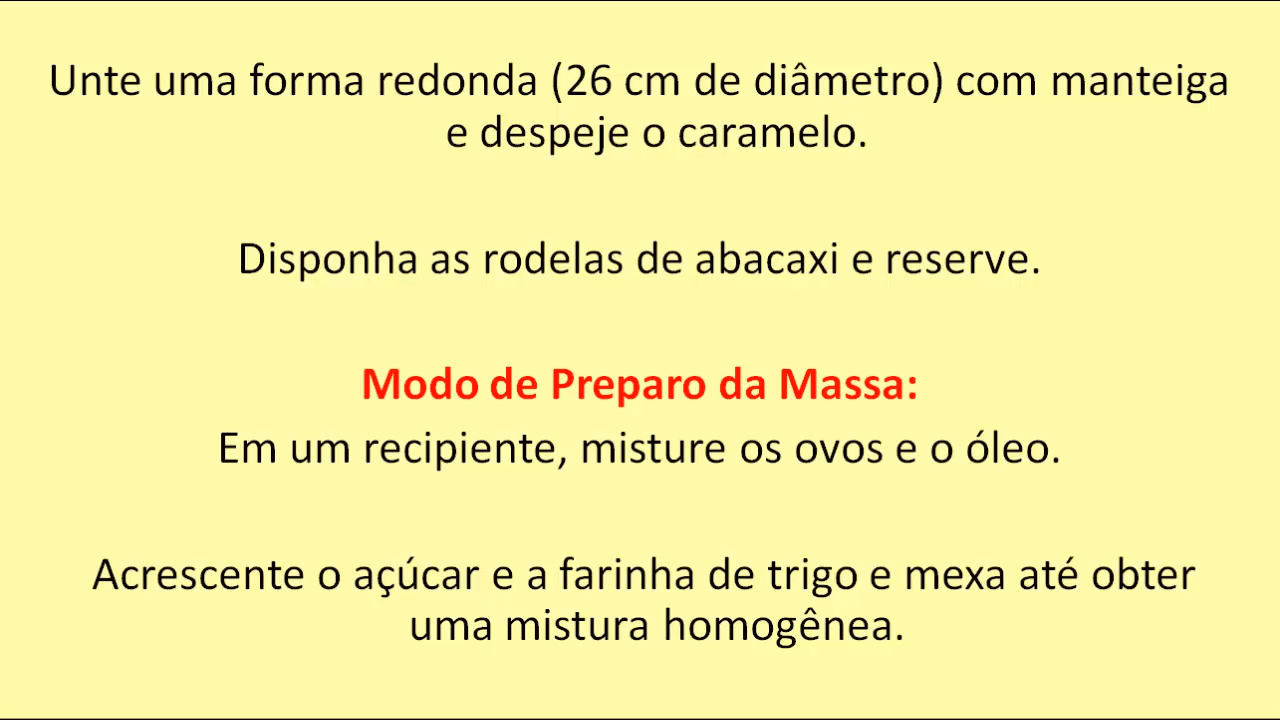 Unte uma forma redonda (26 cm de diâmetro) com manteiga
e despeje o caramelo.
Disponha as rodelas de abacaxi e reserve.
Modo de Preparo da Massa:
Em um recipiente, misture os ovos e o óleo.
Acrescente o açúcar e a farinha de trigo e mexa até obter
uma mistura homogênea.